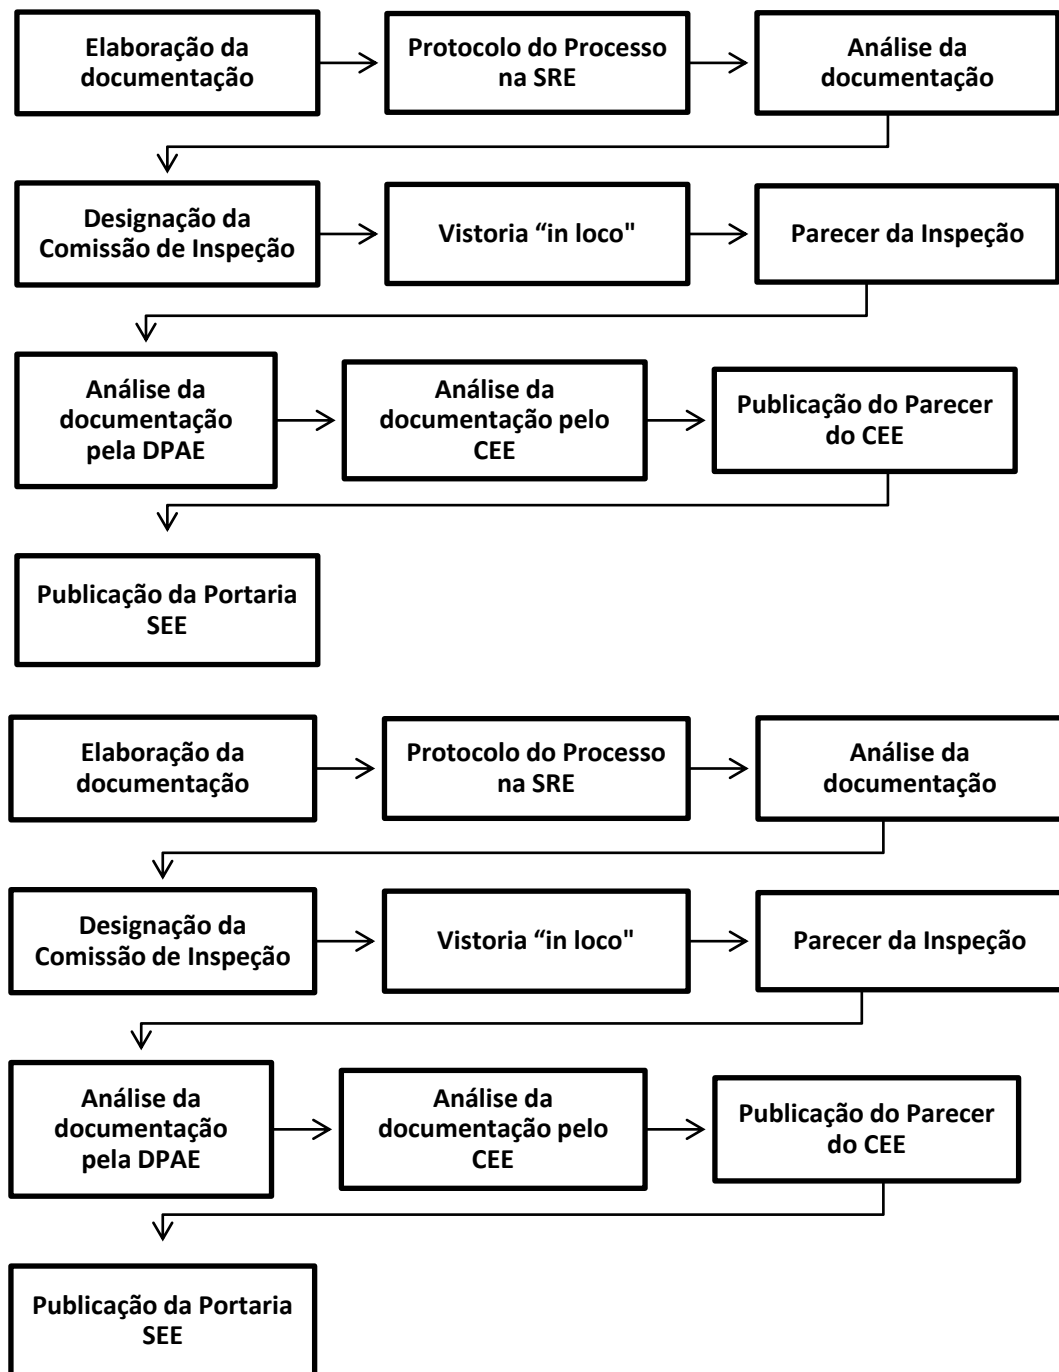 Elaboração da
documentação
Protocolo do Processo
na SRE
Análise da
documentação
Designação da
Comissão de Inspeção
Vistoria “in loco"
Parecer da Inspeção
Análise da
documentação
pela DPAE
Análise da
documentação pelo
CEE
Publicação do Parecer
do CEE
Publicação da Portaria
SEE
Elaboração da
documentação
Protocolo do Processo
na SRE
Análise da
documentação
Designação da
Comissão de Inspeção
Vistoria “in loco"
Parecer da Inspeção
Análise da
documentação
pela DPAE
Análise da
documentação pelo
CEE
Publicação do Parecer
do CEE
Publicação da Portaria
SEE